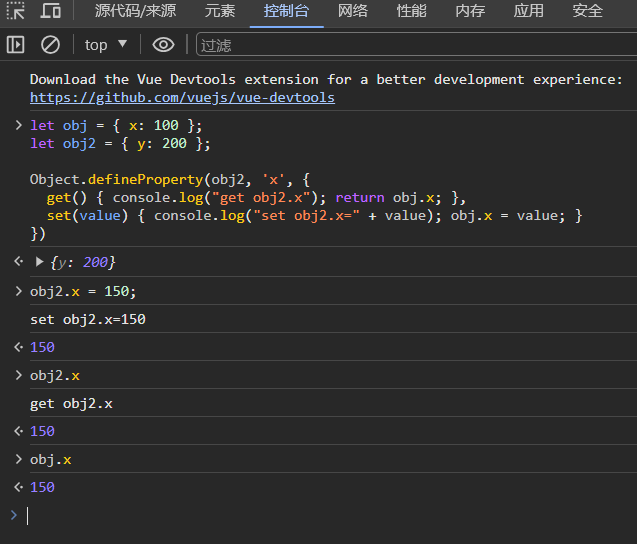 源代码/来源 元素 控制台 网络 性能 内存 应用 安全
top 过滤
Download the Vue Devtools extension for a better development experience:
https://github.com/vuejs/vue-devtools
let obj = { x: 100 };
let obj2 = { y: 200 };
Object.defineProperty(obj2, 'x', {
get() { console.log("get obj2.x"); return obj.x; },
set(value) { console.log("set obj2.x=" + value); obj.x = value; }
})
{y: 200}
obj2.x = 150;
set obj2.x=150
150
obj2.x
get obj2.x
150
obj.x
150